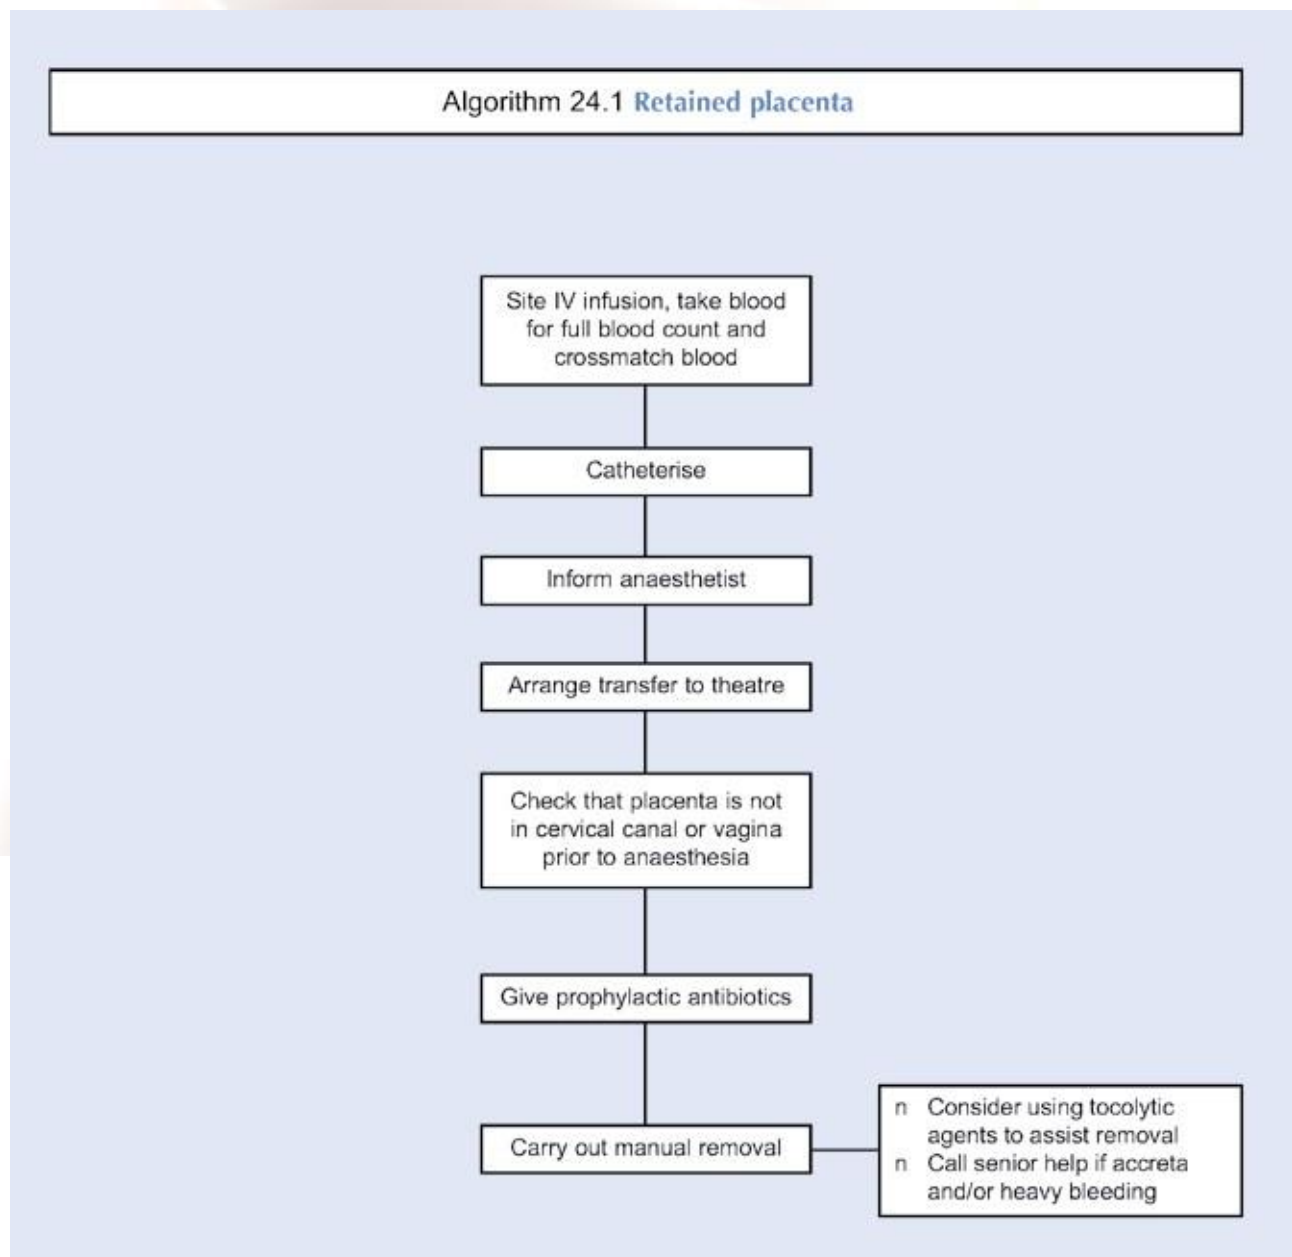 Algorithm 24.1 Retained placenta
Site IV infusion, take blood
for full blood count and
crossmatch blood
Catheterise
Inform anaesthetist
Arrange transfer to theatre
Check that placenta is not
in cervical canal or vagina
prior to anaesthesia
Give prophylactic antibiotics
Carry out manual removal
n Consider using tocolytic
agents to assist removal
n Call senior help if accreta
and/or heavy bleeding